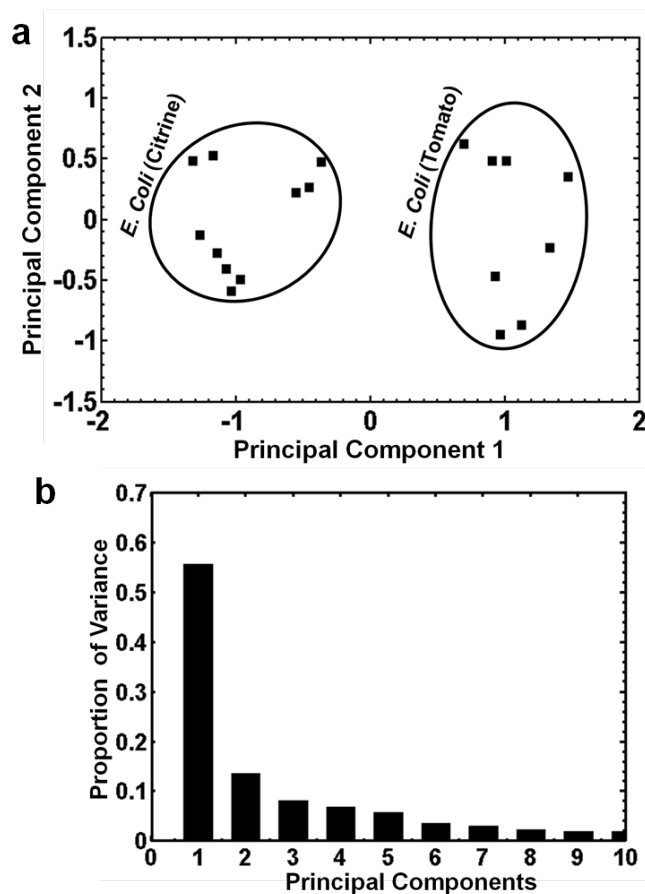 a
1.5
1
0.5
0
-0.5
-1
-1.5
Principal Component 2
E. Coli (Citrine)
E. Coli (Tomato)
-2 -1 0 1 2
Principal Component 1
b
0.7
0.6
0.5
0.4
0.3
0.2
0.1
0
Proportion of Variance
0 1 2 3 4 5 6 7 8 9 10
Principal Components